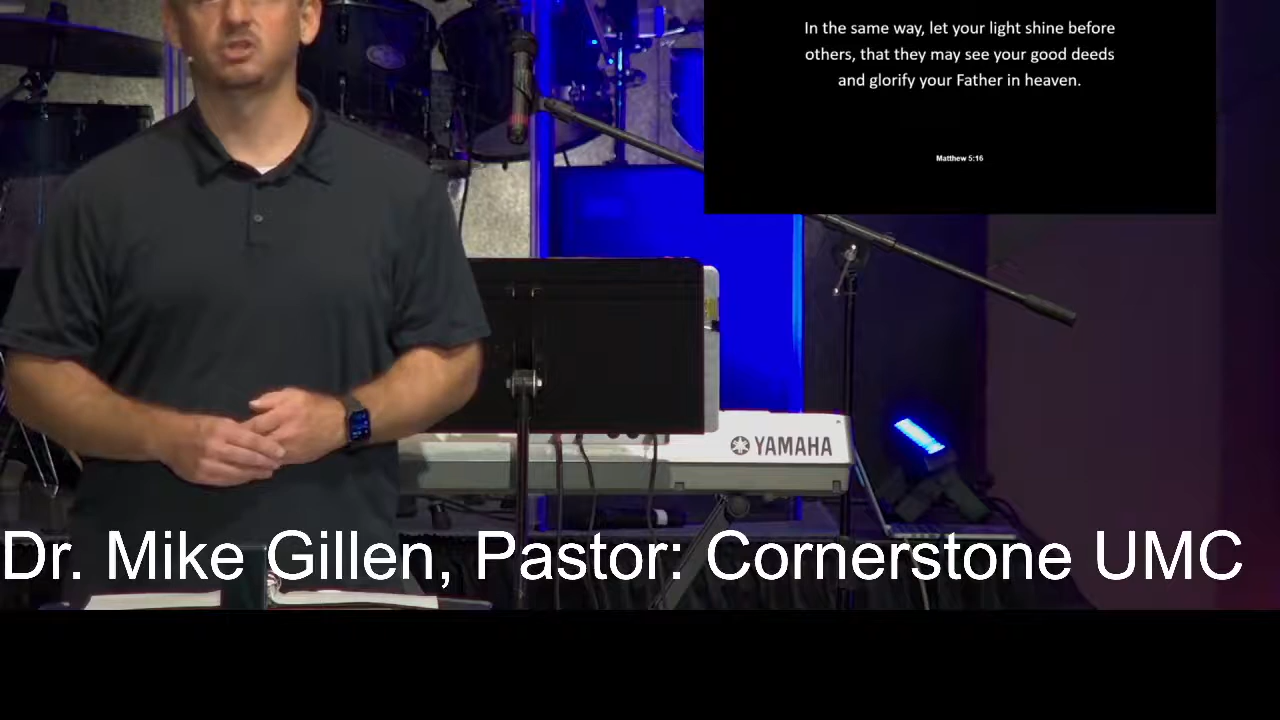 In the same way, let your light shine before
others, that they may see your good deeds
and glorify your Father in heaven.
Matthew 5:16
YAMAHA
Dr. Mike Gillen, Pastor: Cornerstone UMC